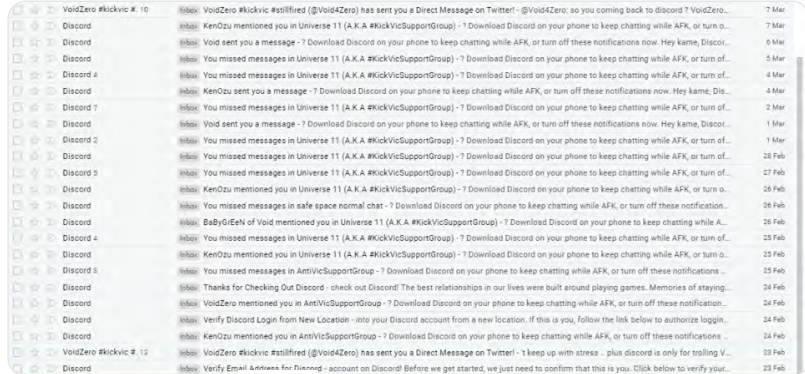 VoidZero #kickvic #. 10 Inbox VoidZero #kickvic #stillfired (@Void4Zero) has sent you a Direct Message on Twitter! - @Void4Zero: so you coming back to discord ? VoidZero... 7 Mar
Discord Inbox KenOzu mentioned you in Universe 11 (A.K.A #KickVicSupportGroup) - ? Download Discord on your phone to keep chatting while AFK, or turn o... 7 Mar
Discord Inbox Void sent you a message - ? Download Discord on your phone to keep chatting while AFK, or turn off these notifications now. Hey kame, Discor... 6 Mar
Discord Inbox You missed messages in Universe 11 (A.K.A #KickVicSupportGroup) - ? Download Discord on your phone to keep chatting while AFK, or turn of... 5 Mar
Discord 4 Inbox You missed messages in Universe 11 (A.K.A #KickVicSupportGroup) - ? Download Discord on your phone to keep chatting while AFK, or turn of... 4 Mar
Discord Inbox KenOzu sent you a message - ? Download Discord on your phone to keep chatting while AFK, or turn off these notifications now. Hey kame, Dis... 4 Mar
Discord 7 Inbox You missed messages in Universe 11 (A.K.A #KickVicSupportGroup) - ? Download Discord on your phone to keep chatting while AFK, or turn of... 2 Mar
Discord Inbox Void sent you a message - ? Download Discord on your phone to keep chatting while AFK, or turn off these notifications now. Hey kame, Discor... 1 Mar
Discord 2 Inbox You missed messages in Universe 11 (A.K.A #KickVicSupportGroup) - ? Download Discord on your phone to keep chatting while AFK, or turn of... 1 Mar
Discord Inbox You missed messages in Universe 11 (A.K.A #KickVicSupportGroup) - ? Download Discord on your phone to keep chatting while AFK, or turn of... 28 Feb
Discord 5 Inbox You missed messages in Universe 11 (A.K.A #KickVicSupportGroup) - ? Download Discord on your phone to keep chatting while AFK, or turn of... 27 Feb
Discord Inbox KenOzu mentioned you in Universe 11 (A.K.A #KickVicSupportGroup) - ? Download Discord on your phone to keep chatting while AFK, or turn o... 26 Feb
Discord Inbox You missed messages in safe space normal chat - ? Download Discord on your phone to keep chatting while AFK, or turn off these notification... 26 Feb
Discord Inbox BaByGrEeN of Void mentioned you in Universe 11 (A.K.A #KickVicSupportGroup) - ? Download Discord on your phone to keep chatting while A... 26 Feb
Discord 4 Inbox You missed messages in Universe 11 (A.K.A #KickVicSupportGroup) - ? Download Discord on your phone to keep chatting while AFK, or turn of... 25 Feb
Discord Inbox KenOzu mentioned you in Universe 11 (A.K.A #KickVicSupportGroup) - ? Download Discord on your phone to keep chatting while AFK, or turn o... 25 Feb
Discord 8 Inbox You missed messages in AntiVicSupportGroup - ? Download Discord on your phone to keep chatting while AFK, or turn off these notifications ... 25 Feb
Discord Inbox Thanks for Checking Out Discord - check out Discord! The best relationships in our lives were built around playing games. Memories of staying... 24 Feb
Discord Inbox VoidZero mentioned you in AntiVicSupportGroup - ? Download Discord on your phone to keep chatting while AFK, or turn off these notification... 24 Feb
Discord Inbox Verify Discord Login from New Location - into your Discord account from a new location. If this is you, follow the link below to authorize loggin... 24 Feb
Discord Inbox KenOzu mentioned you in AntiVicSupportGroup - ? Download Discord on your phone to keep chatting while AFK, or turn off these notifications ... 24 Feb
VoidZero #kickvic #. 12 Inbox VoidZero #kickvic #stillfired (@Void4Zero) has sent you a Direct Message on Twitter! - 't keep up with stress .. plus discord is only for trolling V... 23 Feb
Discord Inbox Verify Email Address for Discord - account on Discord! Before we get started, we just need to confirm that this is you. Click below to verify your... 23 Feb